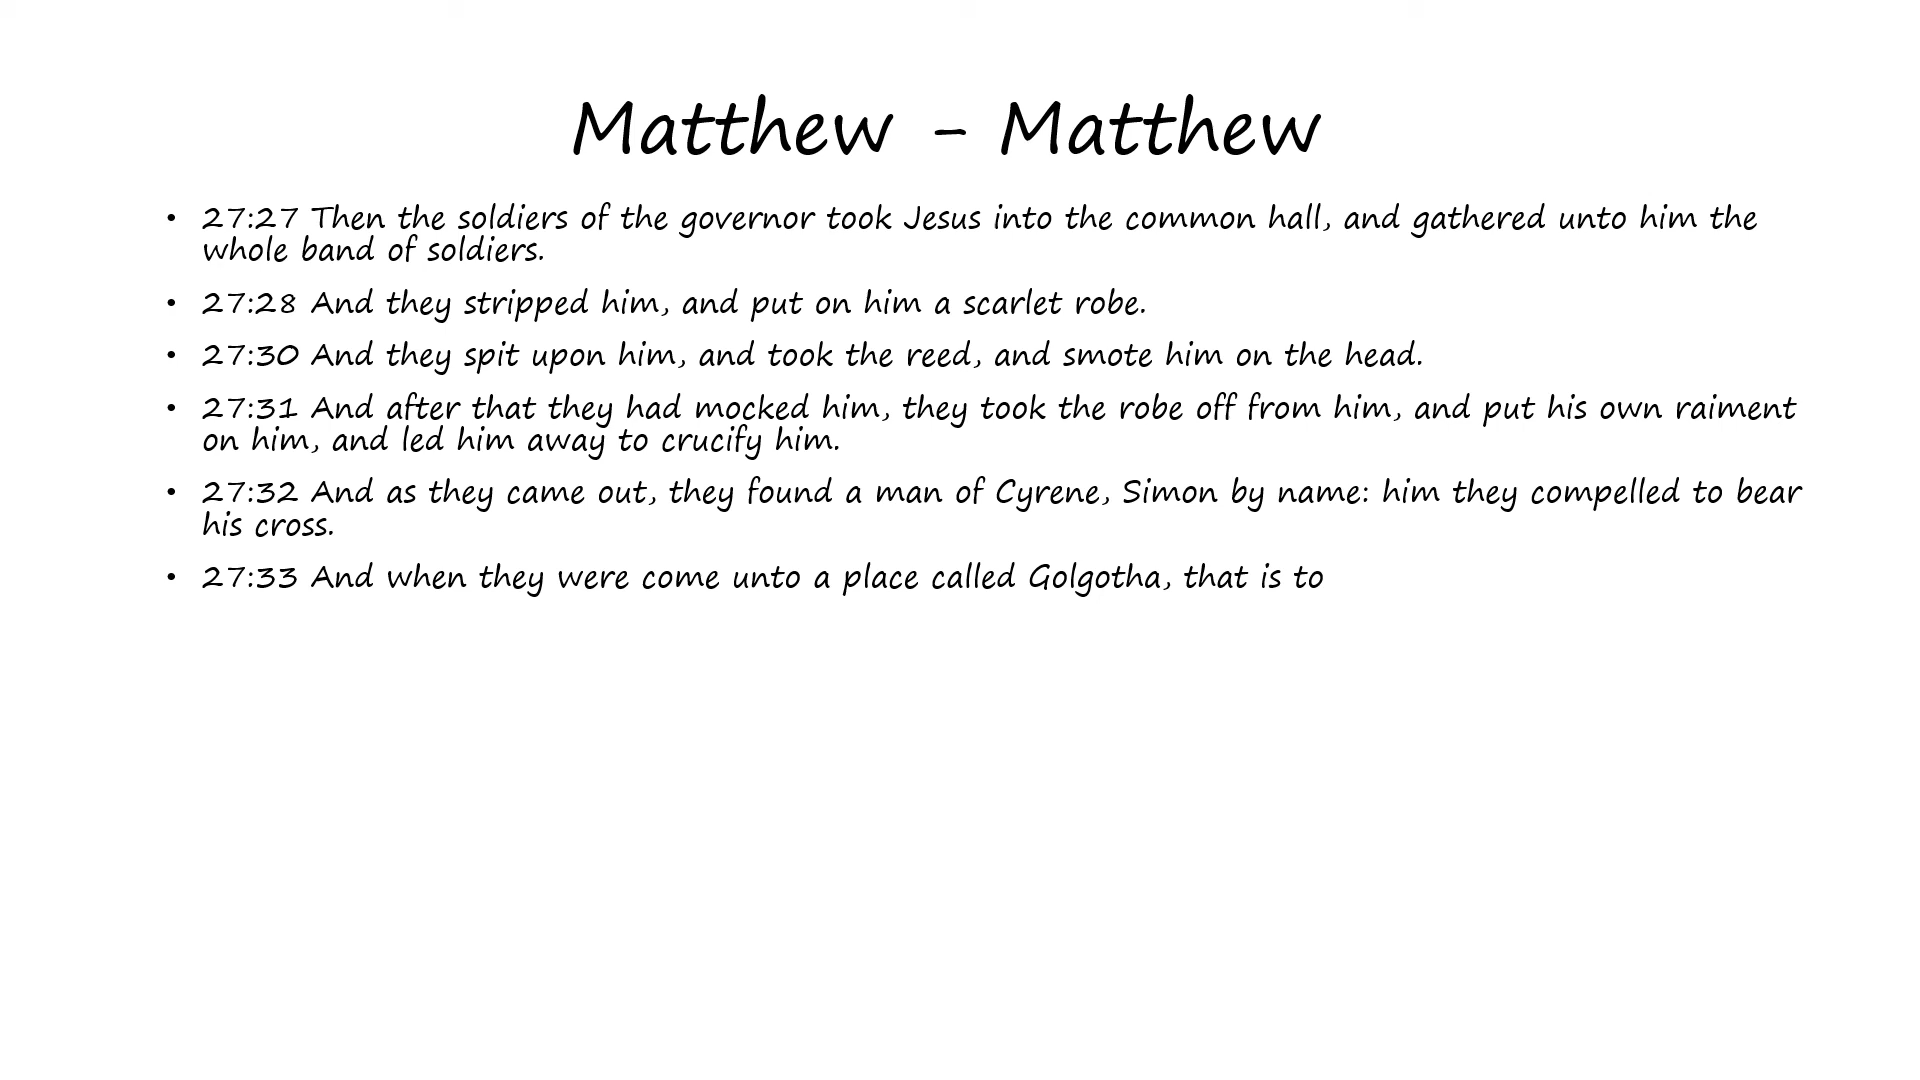 Matthew - Matthew
• 27:27 Then the soldiers of the governor took Jesus into the common hall, and gathered unto him the
whole band of soldiers.
• 27:28 And they stripped him, and put on him a scarlet robe.
• 27:30 And they spit upon him, and took the reed, and smote him on the head.
• 27:31 And after that they had mocked him, they took the robe off from him, and put his own raiment
on him, and led him away to crucify him.
• 27:32 And as they came out, they found a man of Cyrene, Simon by name: him they compelled to bear
his cross.
• 27:33 And when they were come unto a place called Golgotha, that is to